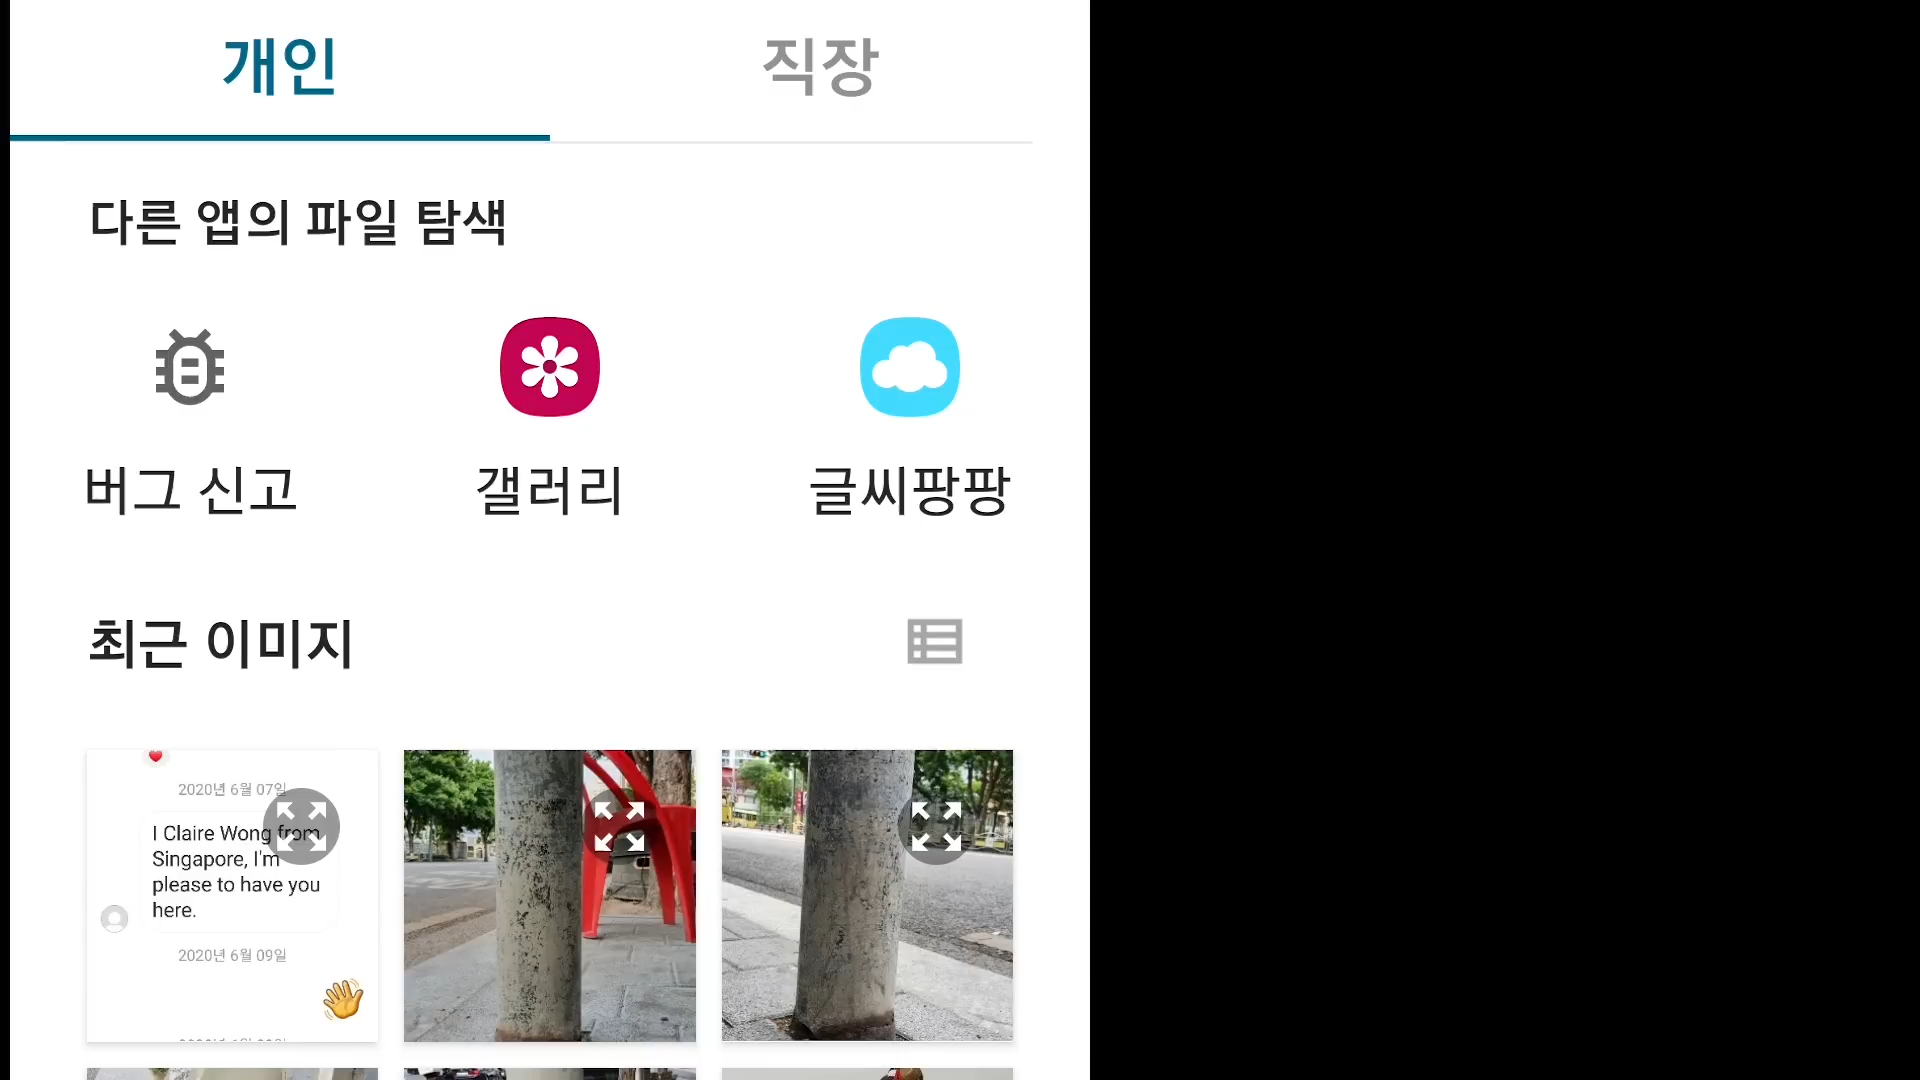 개인
직장
다른 앱의 파일 탐색
버그 신고
갤러리
글씨팡팡
최근 이미지
2020년 6월 07일
I Claire Wong from
Singapore, I'm
please to have you
here.
2020년 6월 09일